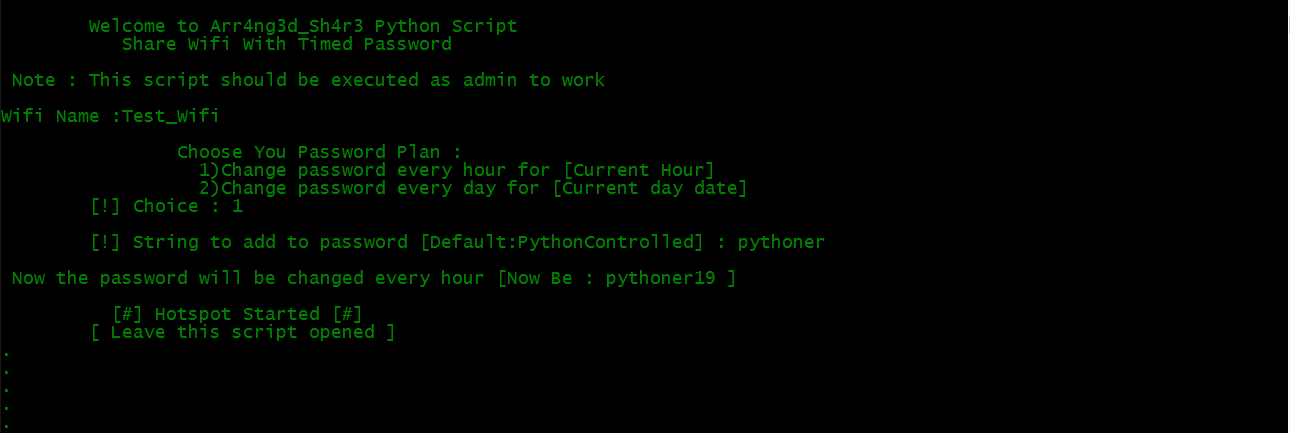 Welcome to Arr4ng3d_Sh4r3 Python Script
Share Wifi With Timed Password
Note : This script should be executed as admin to work
Wifi Name :Test_Wifi
Choose You Password Plan :
1)Change password every hour for [Current Hour]
2)Change password every day for [Current day date]
[!] Choice : 1
[!] String to add to password [Default:PythonControlled] : pythoner
Now the password will be changed every hour [Now Be : pythoner19 ]
[#] Hotspot Started [#]
[ Leave this script opened ]
.
.
.
.
.